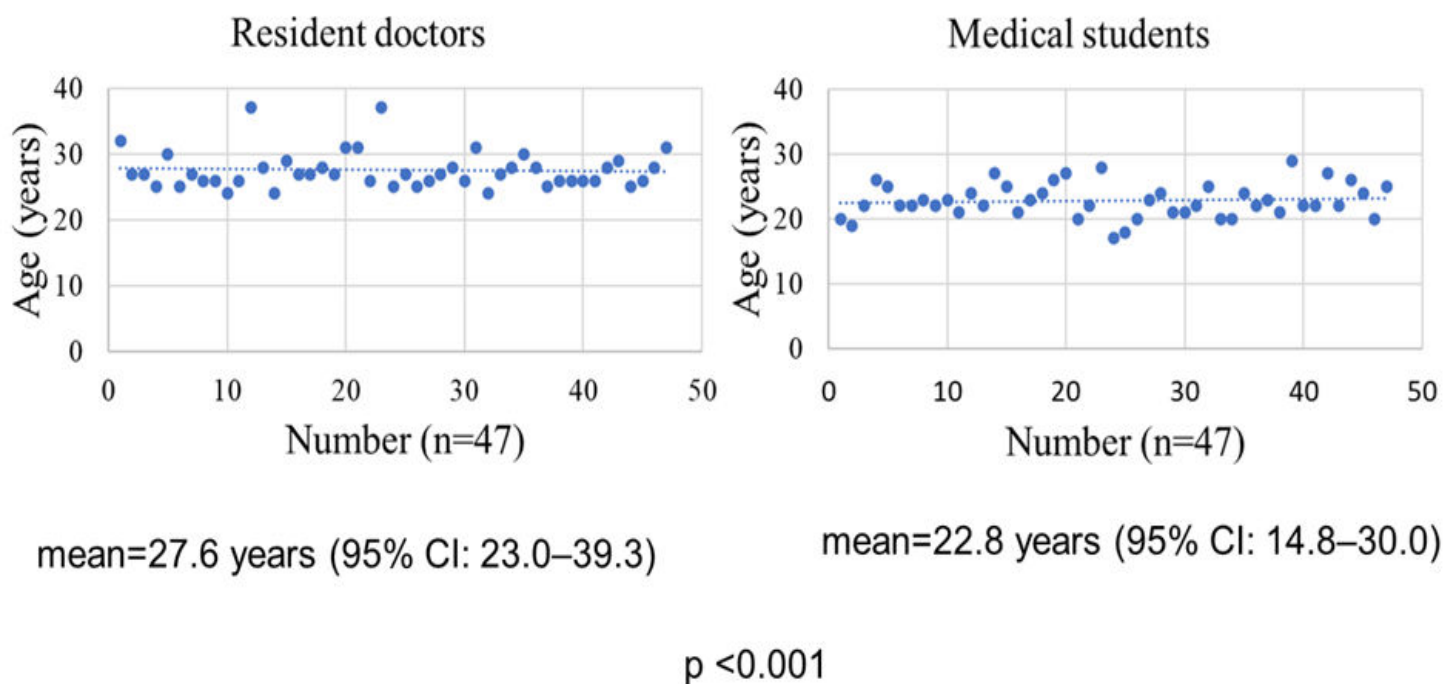 Resident doctors
Age (years)
40
30
20
10
0
0 10 20 30 40 50
Number (n=47)
mean=27.6 years (95% CI: 23.0–39.3)
Medical students
Age (years)
40
30
20
10
0
0 10 20 30 40 50
Number (n=47)
mean=22.8 years (95% CI: 14.8–30.0)
p <0.001